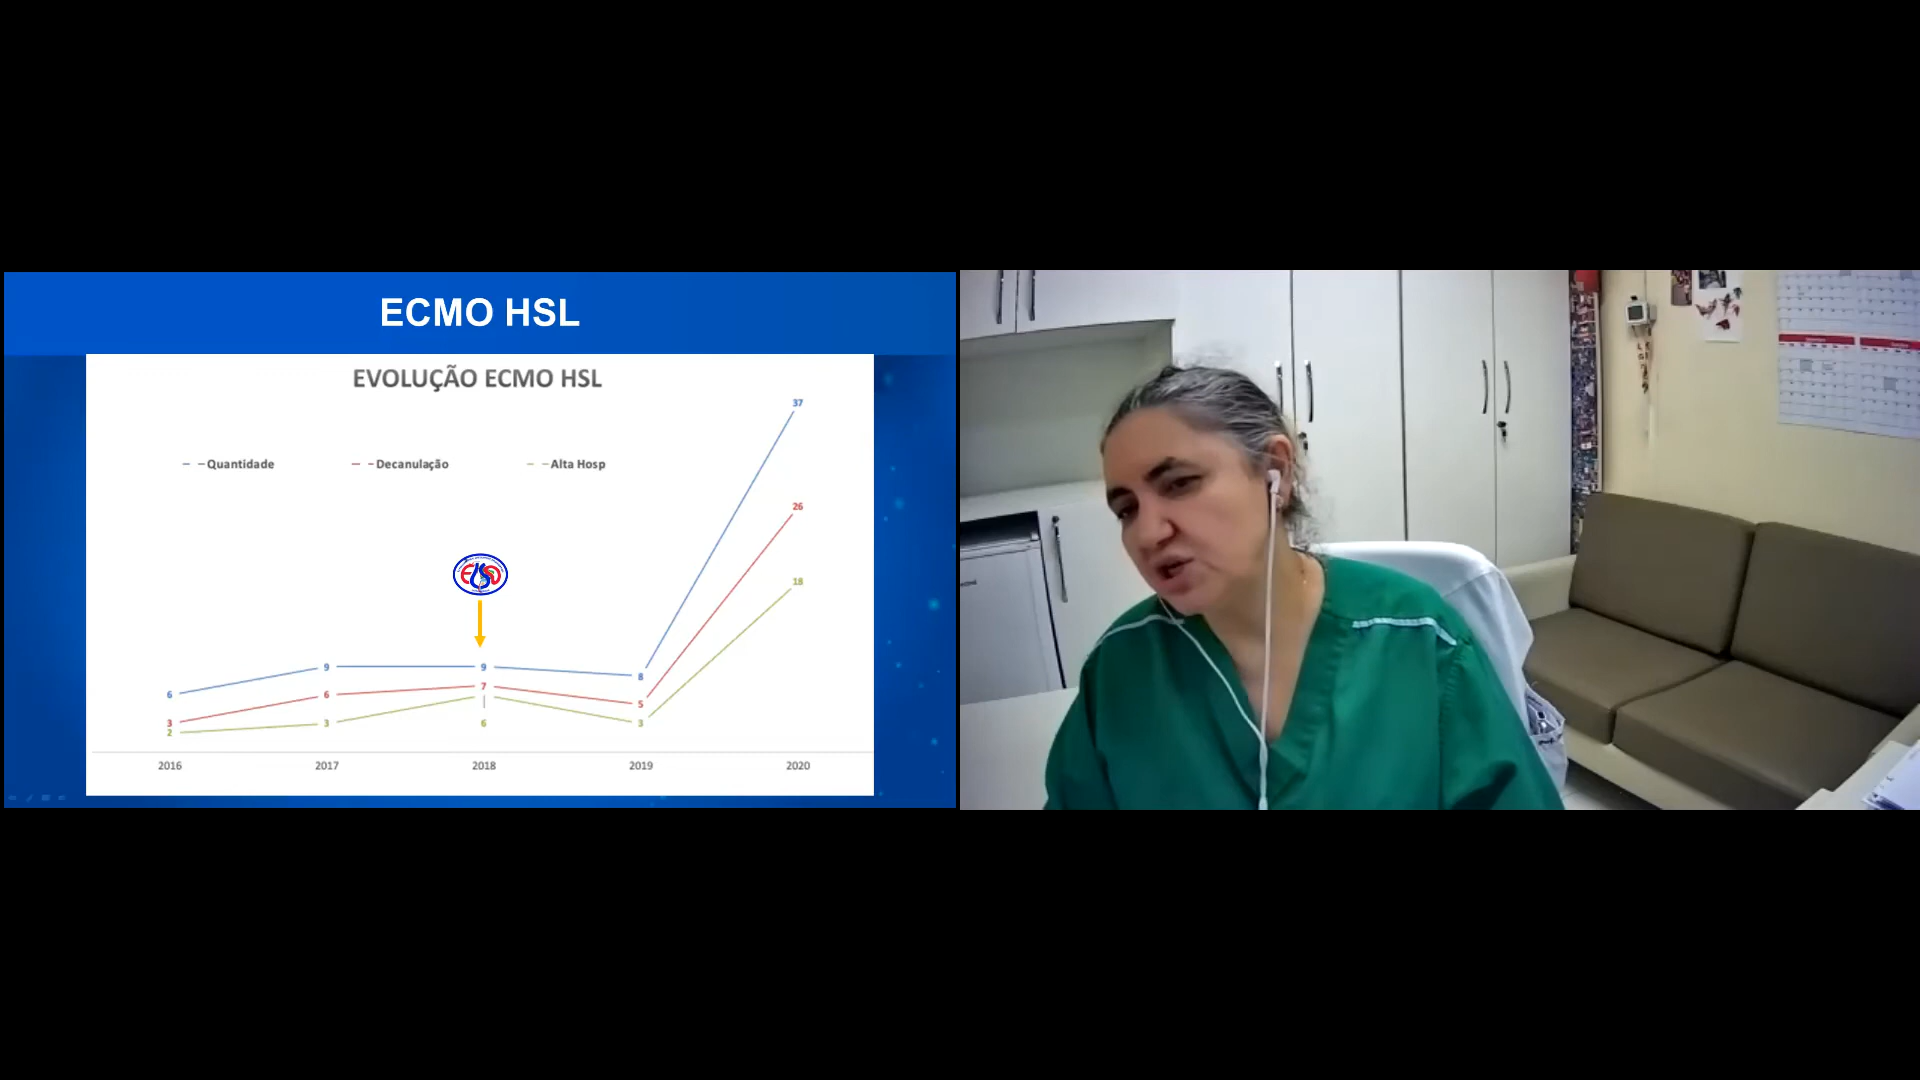 ECMO HSL
EVOLUÇÃO ECMO HSL
37
Quantidade Decanulação Alta Hosp
26
18
9 9 8
6 6 7 5
3 3 6 3
2
2016 2017 2018 2019 2020